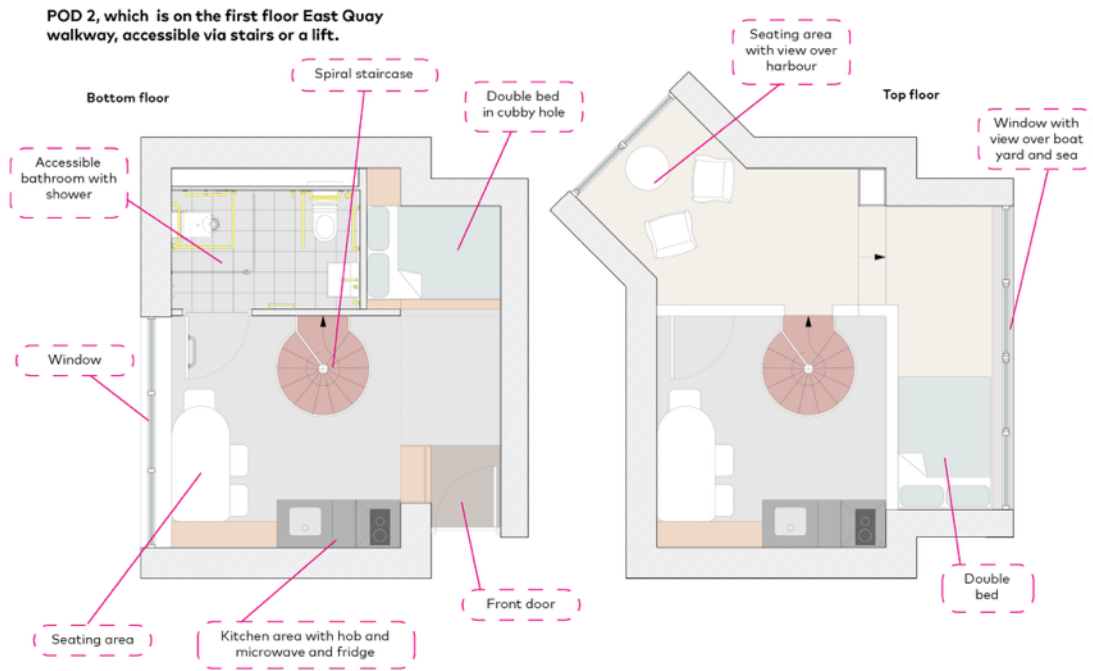 POD 2, which is on the first floor East Quay
walkway, accessible via stairs or a lift.
Bottom floor
Spiral staircase
Double bed
in cubby hole
Accessible
bathroom with
shower
Window
Seating area
Kitchen area with hob and
microwave and fridge
Front door
Top floor
Seating area
with view over
harbour
Window with
view over boat
yard and sea
Double
bed